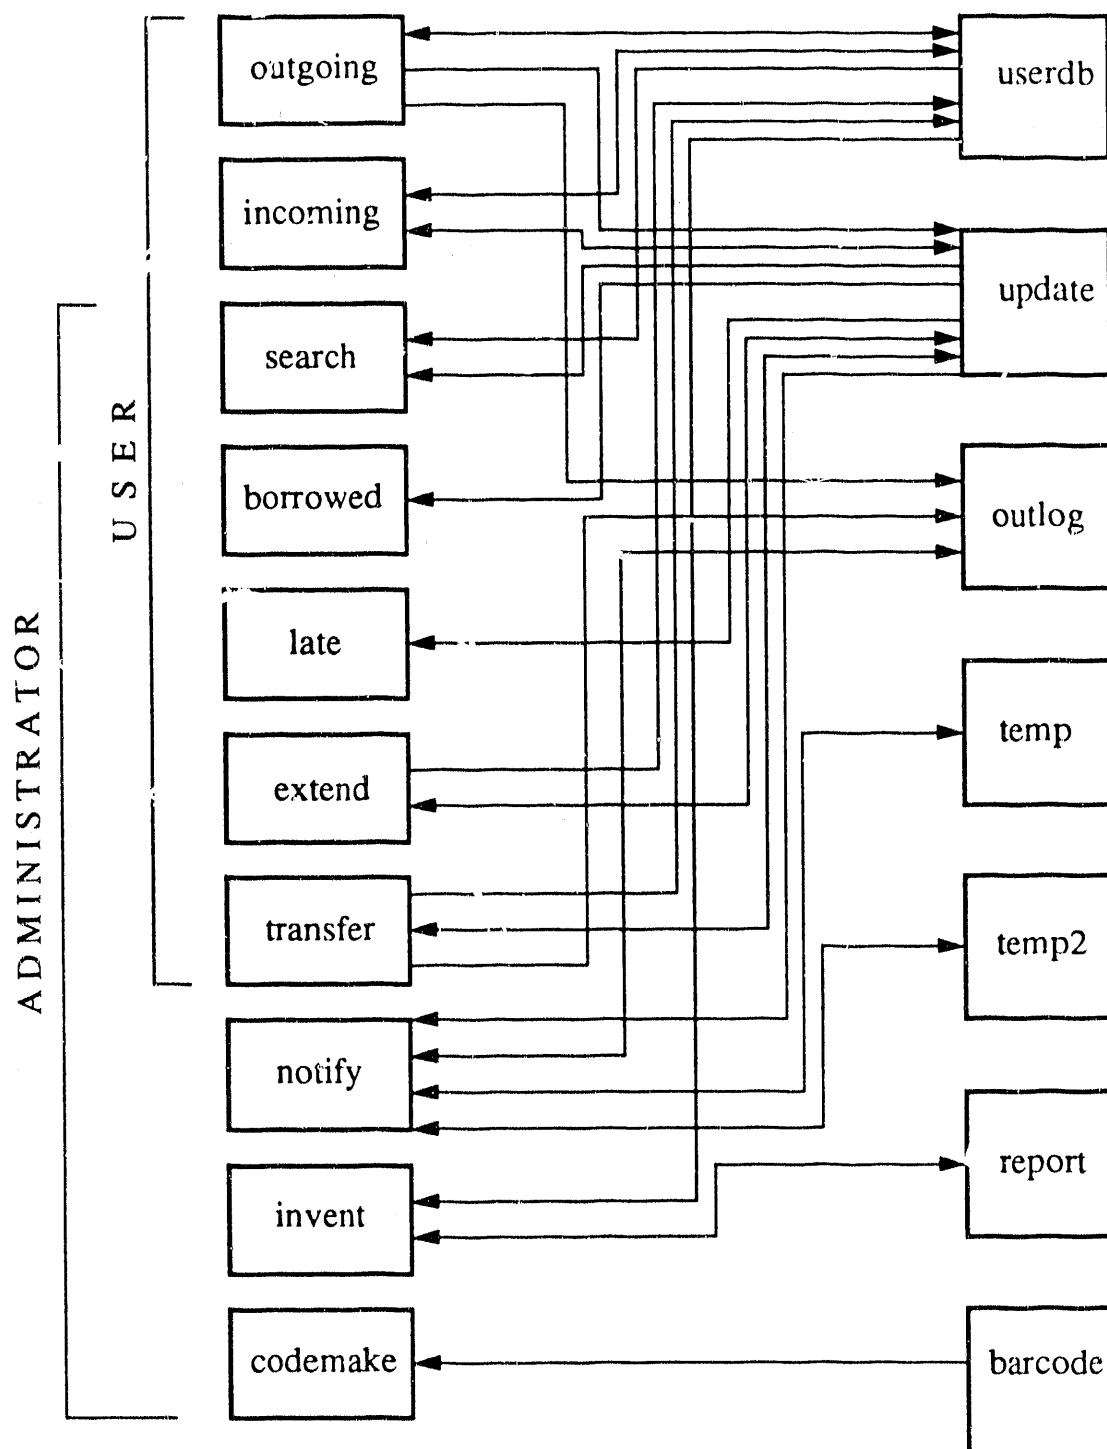 USER
ADMINISTRATOR
outgoing
incoming
search
borrowed
late
extend
transfer
notify
invent
codemake
userdb
update
outlog
temp
temp2
report
barcode